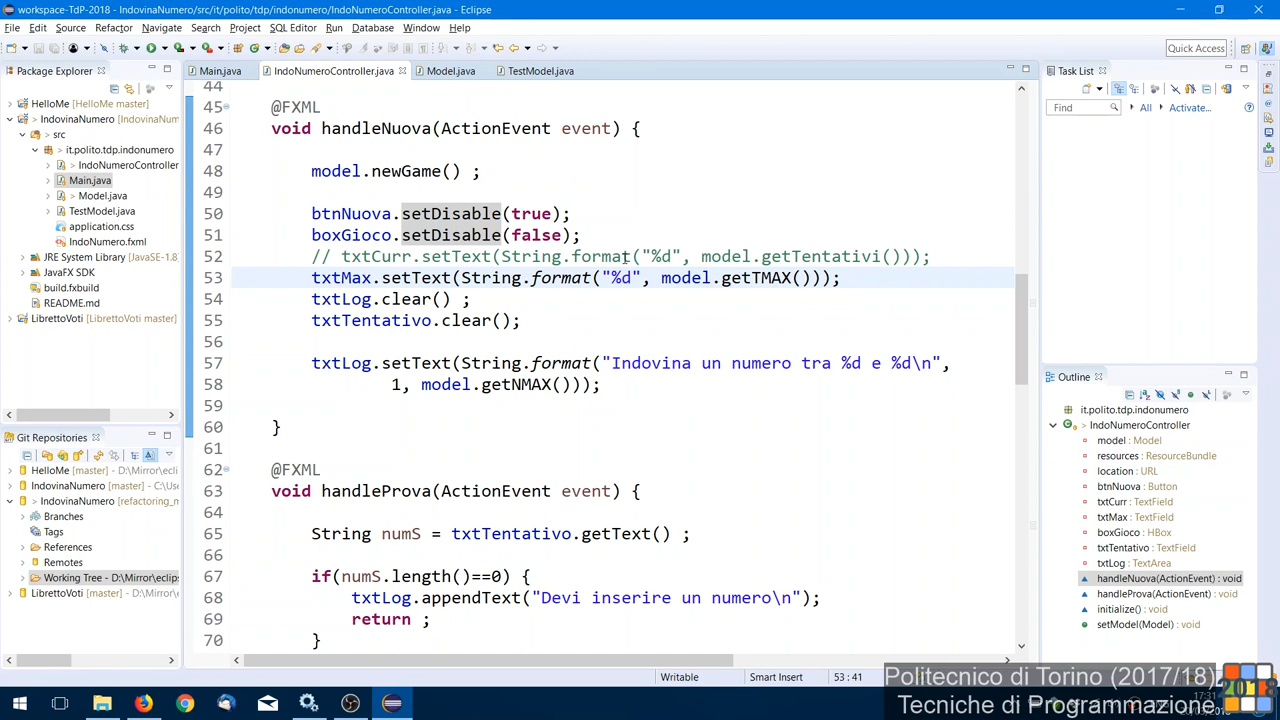 workspace-TdP-2018 - IndovinaNumero/src/it/polito/tdp/indonumero/IndoNumeroController.java - Eclipse
File Edit Source Refactor Navigate Search Project SQL Editor Run Database Window Help
Quick Access
Package Explorer
HelloMe [HelloMe master]
IndovinaNumero [IndovinaNumero
src
it.polito.tdp.indonumero
IndoNumeroController
Main.java
Model.java
TestModel.java
application.css
IndoNumero.fxml
JRE System Library [JavaSE-1.8]
JavaFX SDK
build.fxbuild
README.md
LibrettoVoti [LibrettoVoti master]
Git Repositories
HelloMe [master] - D:\Mirror\ecli
IndovinaNumero [master] - C:\Use
IndovinaNumero [refactoring_m
Branches
Tags
References
Remotes
Working Tree - D:\Mirror\eclips
LibrettoVoti [master] - D:\Mirror\
Main.java IndoNumeroController.java Model.java TestModel.java
44
45 @FXML
46 void handleNuova(ActionEvent event) {
47
48 model.newGame() ;
49
50 btnNuova.setDisable(true);
51 boxGioco.setDisable(false);
52 // txtCurr.setText(String.format("%d", model.getTentativi()));
53 txtMax.setText(String.format("%d", model.getTMAX()));
54 txtLog.clear() ;
55 txtTentativo.clear();
56
57 txtLog.setText(String.format("Indovina un numero tra %d e %d\n",
58 1, model.getNMAX()));
59
60 }
61
62 @FXML
63 void handleProva(ActionEvent event) {
64
65 String numS = txtTentativo.getText() ;
66
67 if(numS.length()==0) {
68 txtLog.appendText("Devi inserire un numero\n");
69 return ;
70 }
Task List
Find All Activate...
Outline
it.polito.tdp.indonumero
IndoNumeroController
model : Model
resources : ResourceBundle
location : URL
btnNuova : Button
txtCurr : TextField
txtMax : TextField
boxGioco : HBox
txtTentativo : TextField
txtLog : TextArea
handleNuova(ActionEvent) : void
handleProva(ActionEvent) : void
initialize() : void
setModel(Model) : void
Writable Smart Insert 53 : 41
Politecnico di Torino (2017/18)
Tecniche di Programmazione
2018
17:31